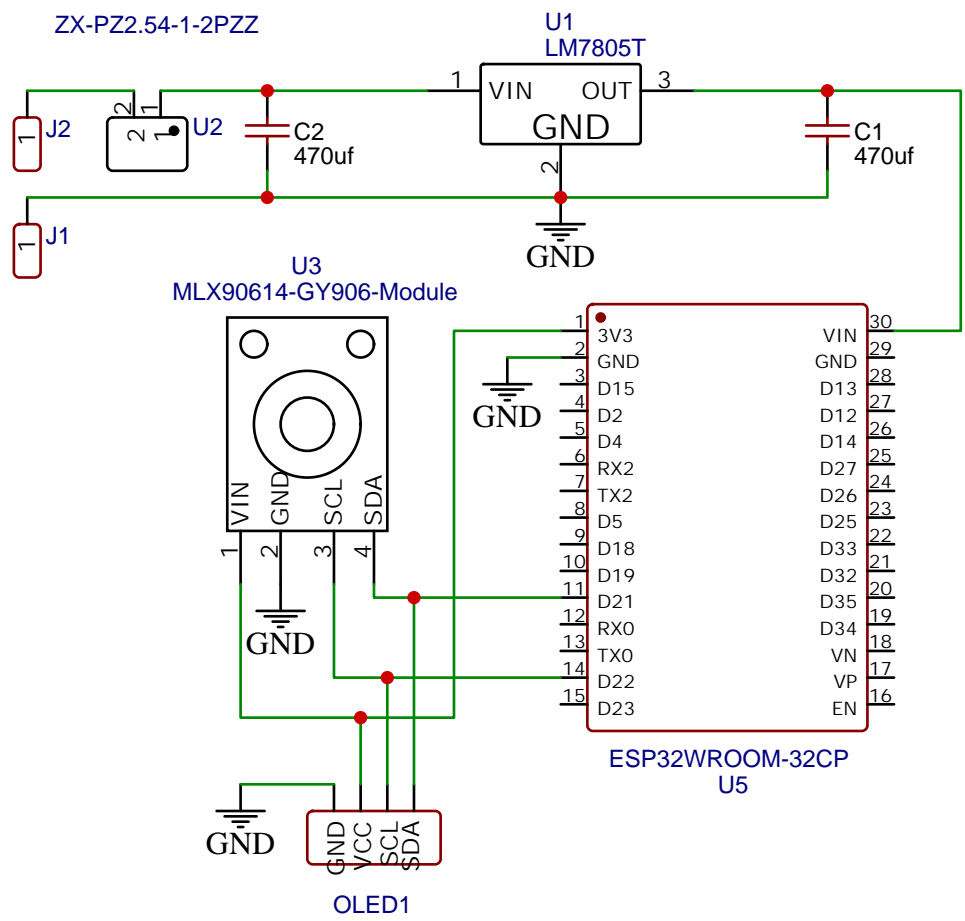 ZX-PZ2.54-1-2PZZ
U1
LM7805T
1
VIN
OUT
3
GND
2
2
1
2
1
U2
J2
1
C2
470uf
C1
470uf
J1
1
GND
U3
MLX90614-GY906-Module
VIN
GND
SCL
SDA
1
2
3
4
GND
GND
1
3V3
2
GND
3
D15
4
D2
5
D4
6
RX2
7
TX2
8
D5
9
D18
10
D19
11
D21
12
RX0
13
TX0
14
D22
15
D23
VIN
30
GND
29
D13
28
D12
27
D14
26
D27
25
D26
24
D25
23
D33
22
D32
21
D35
20
D34
19
VN
18
VP
17
EN
16
ESP32WROOM-32CP
U5
GND
GND
VCC
SCL
SDA
OLED1